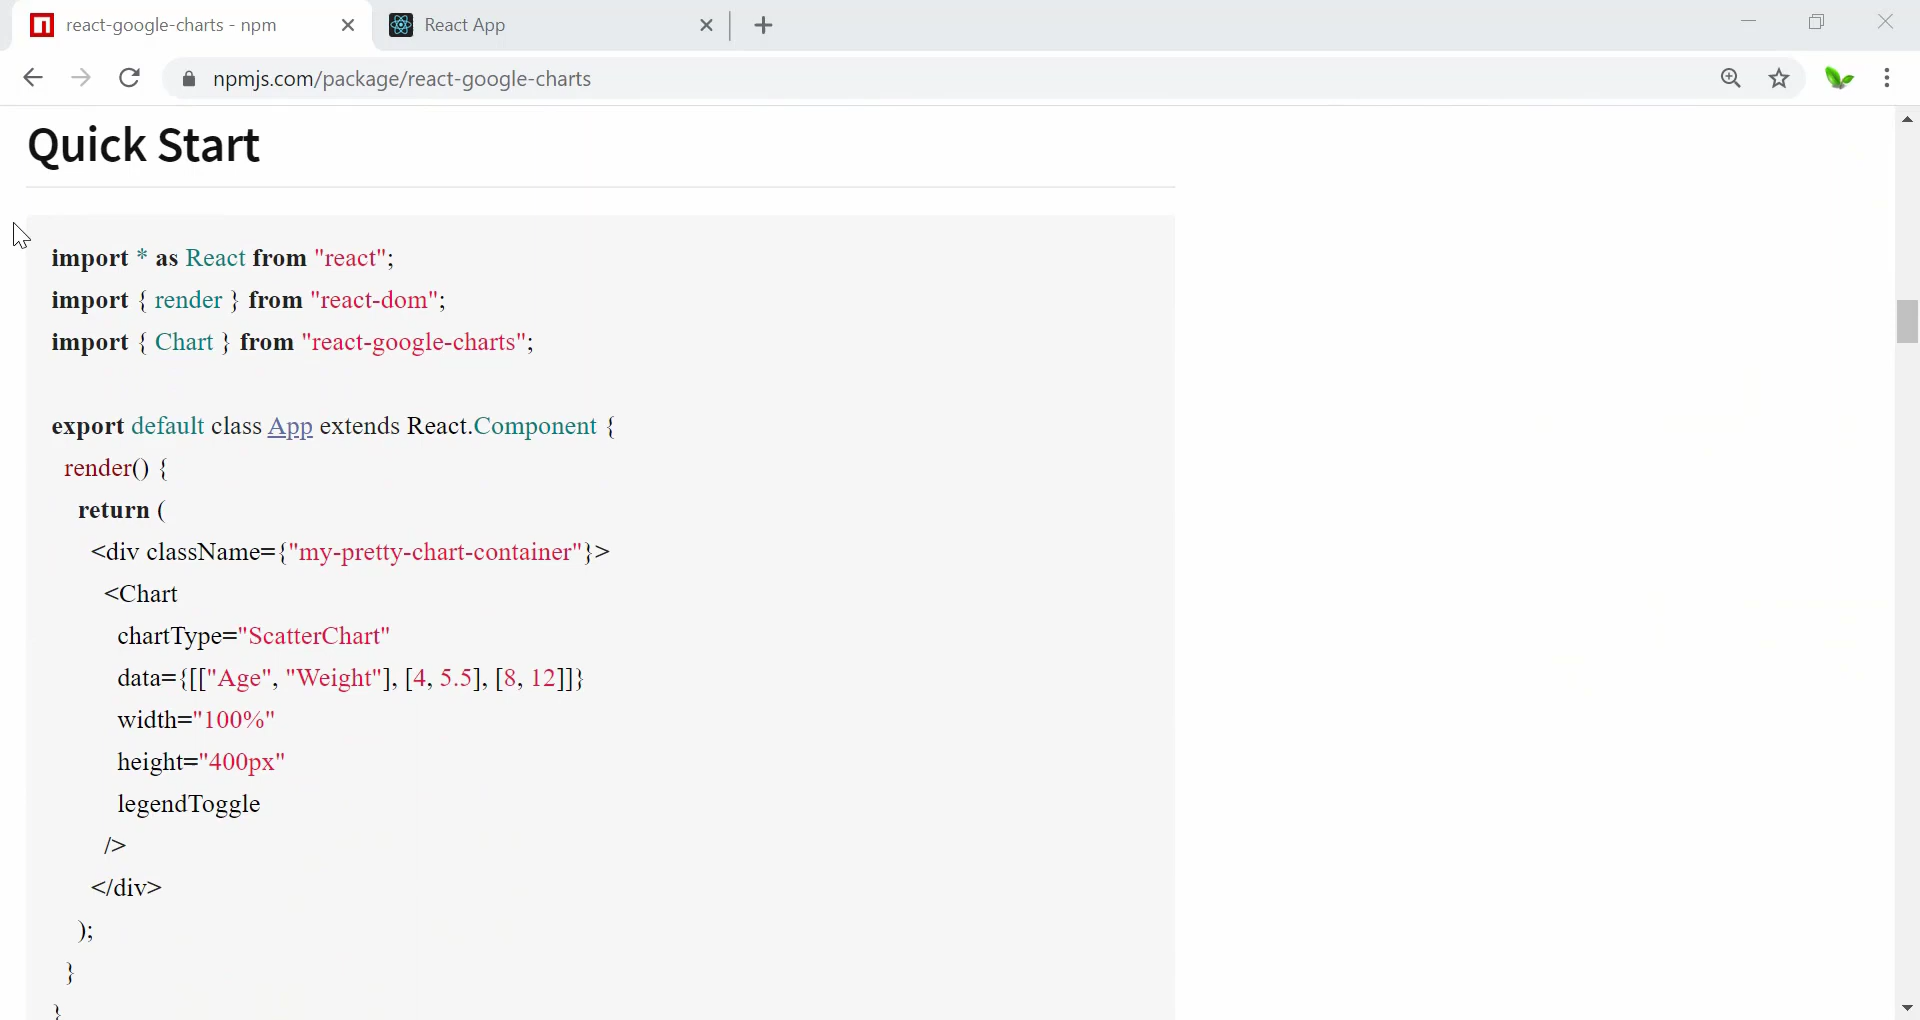 react-google-charts - npm
React App
npmjs.com/package/react-google-charts
Quick Start
import * as React from "react";
import { render } from "react-dom";
import { Chart } from "react-google-charts";
export default class App extends React.Component {
render() {
return (
<div className={"my-pretty-chart-container"}>
<Chart
chartType="ScatterChart"
data={[["Age", "Weight"], [4, 5.5], [8, 12]]}
width="100%"
height="400px"
legendToggle
/>
</div>
);
}
}